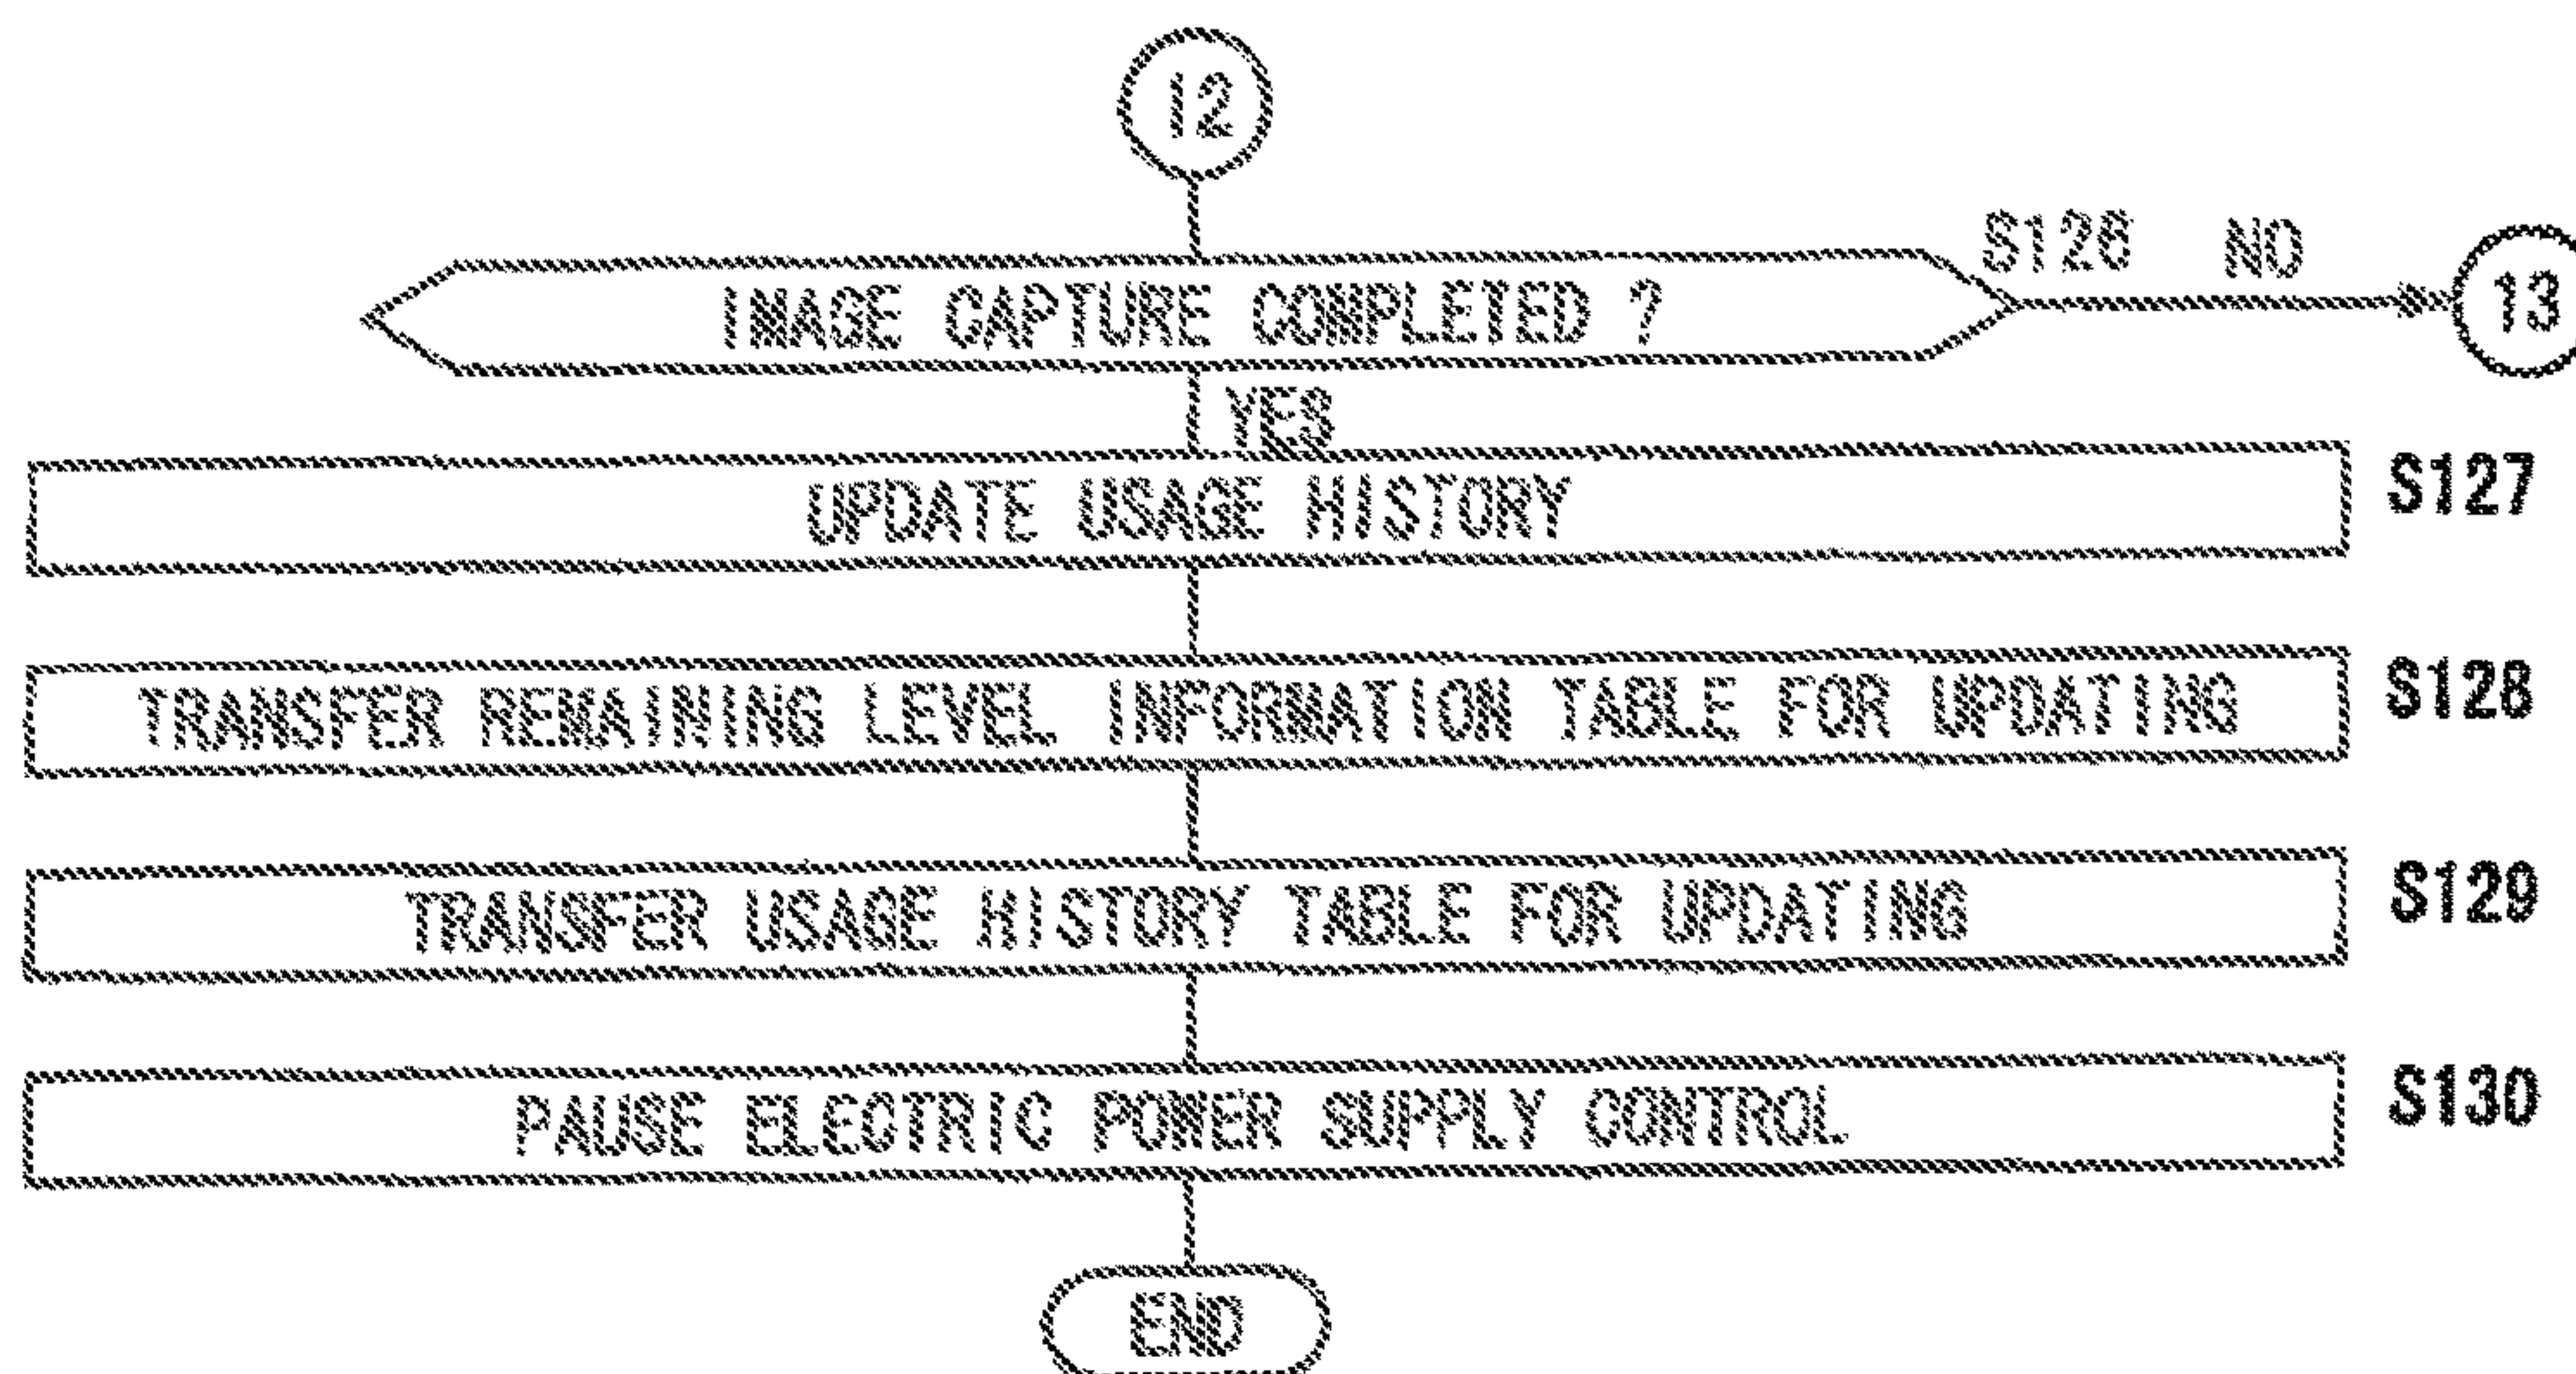 12
S126 NO
IMAGE CAPTURE COMPLETED ?
13
YES
UPDATE USAGE HISTORY S127
TRANSFER REMAINING LEVEL INFORMATION TABLE FOR UPDATING S128
TRANSFER USAGE HISTORY TABLE FOR UPDATING S129
PAUSE ELECTRIC POWER SUPPLY CONTROL S130
END